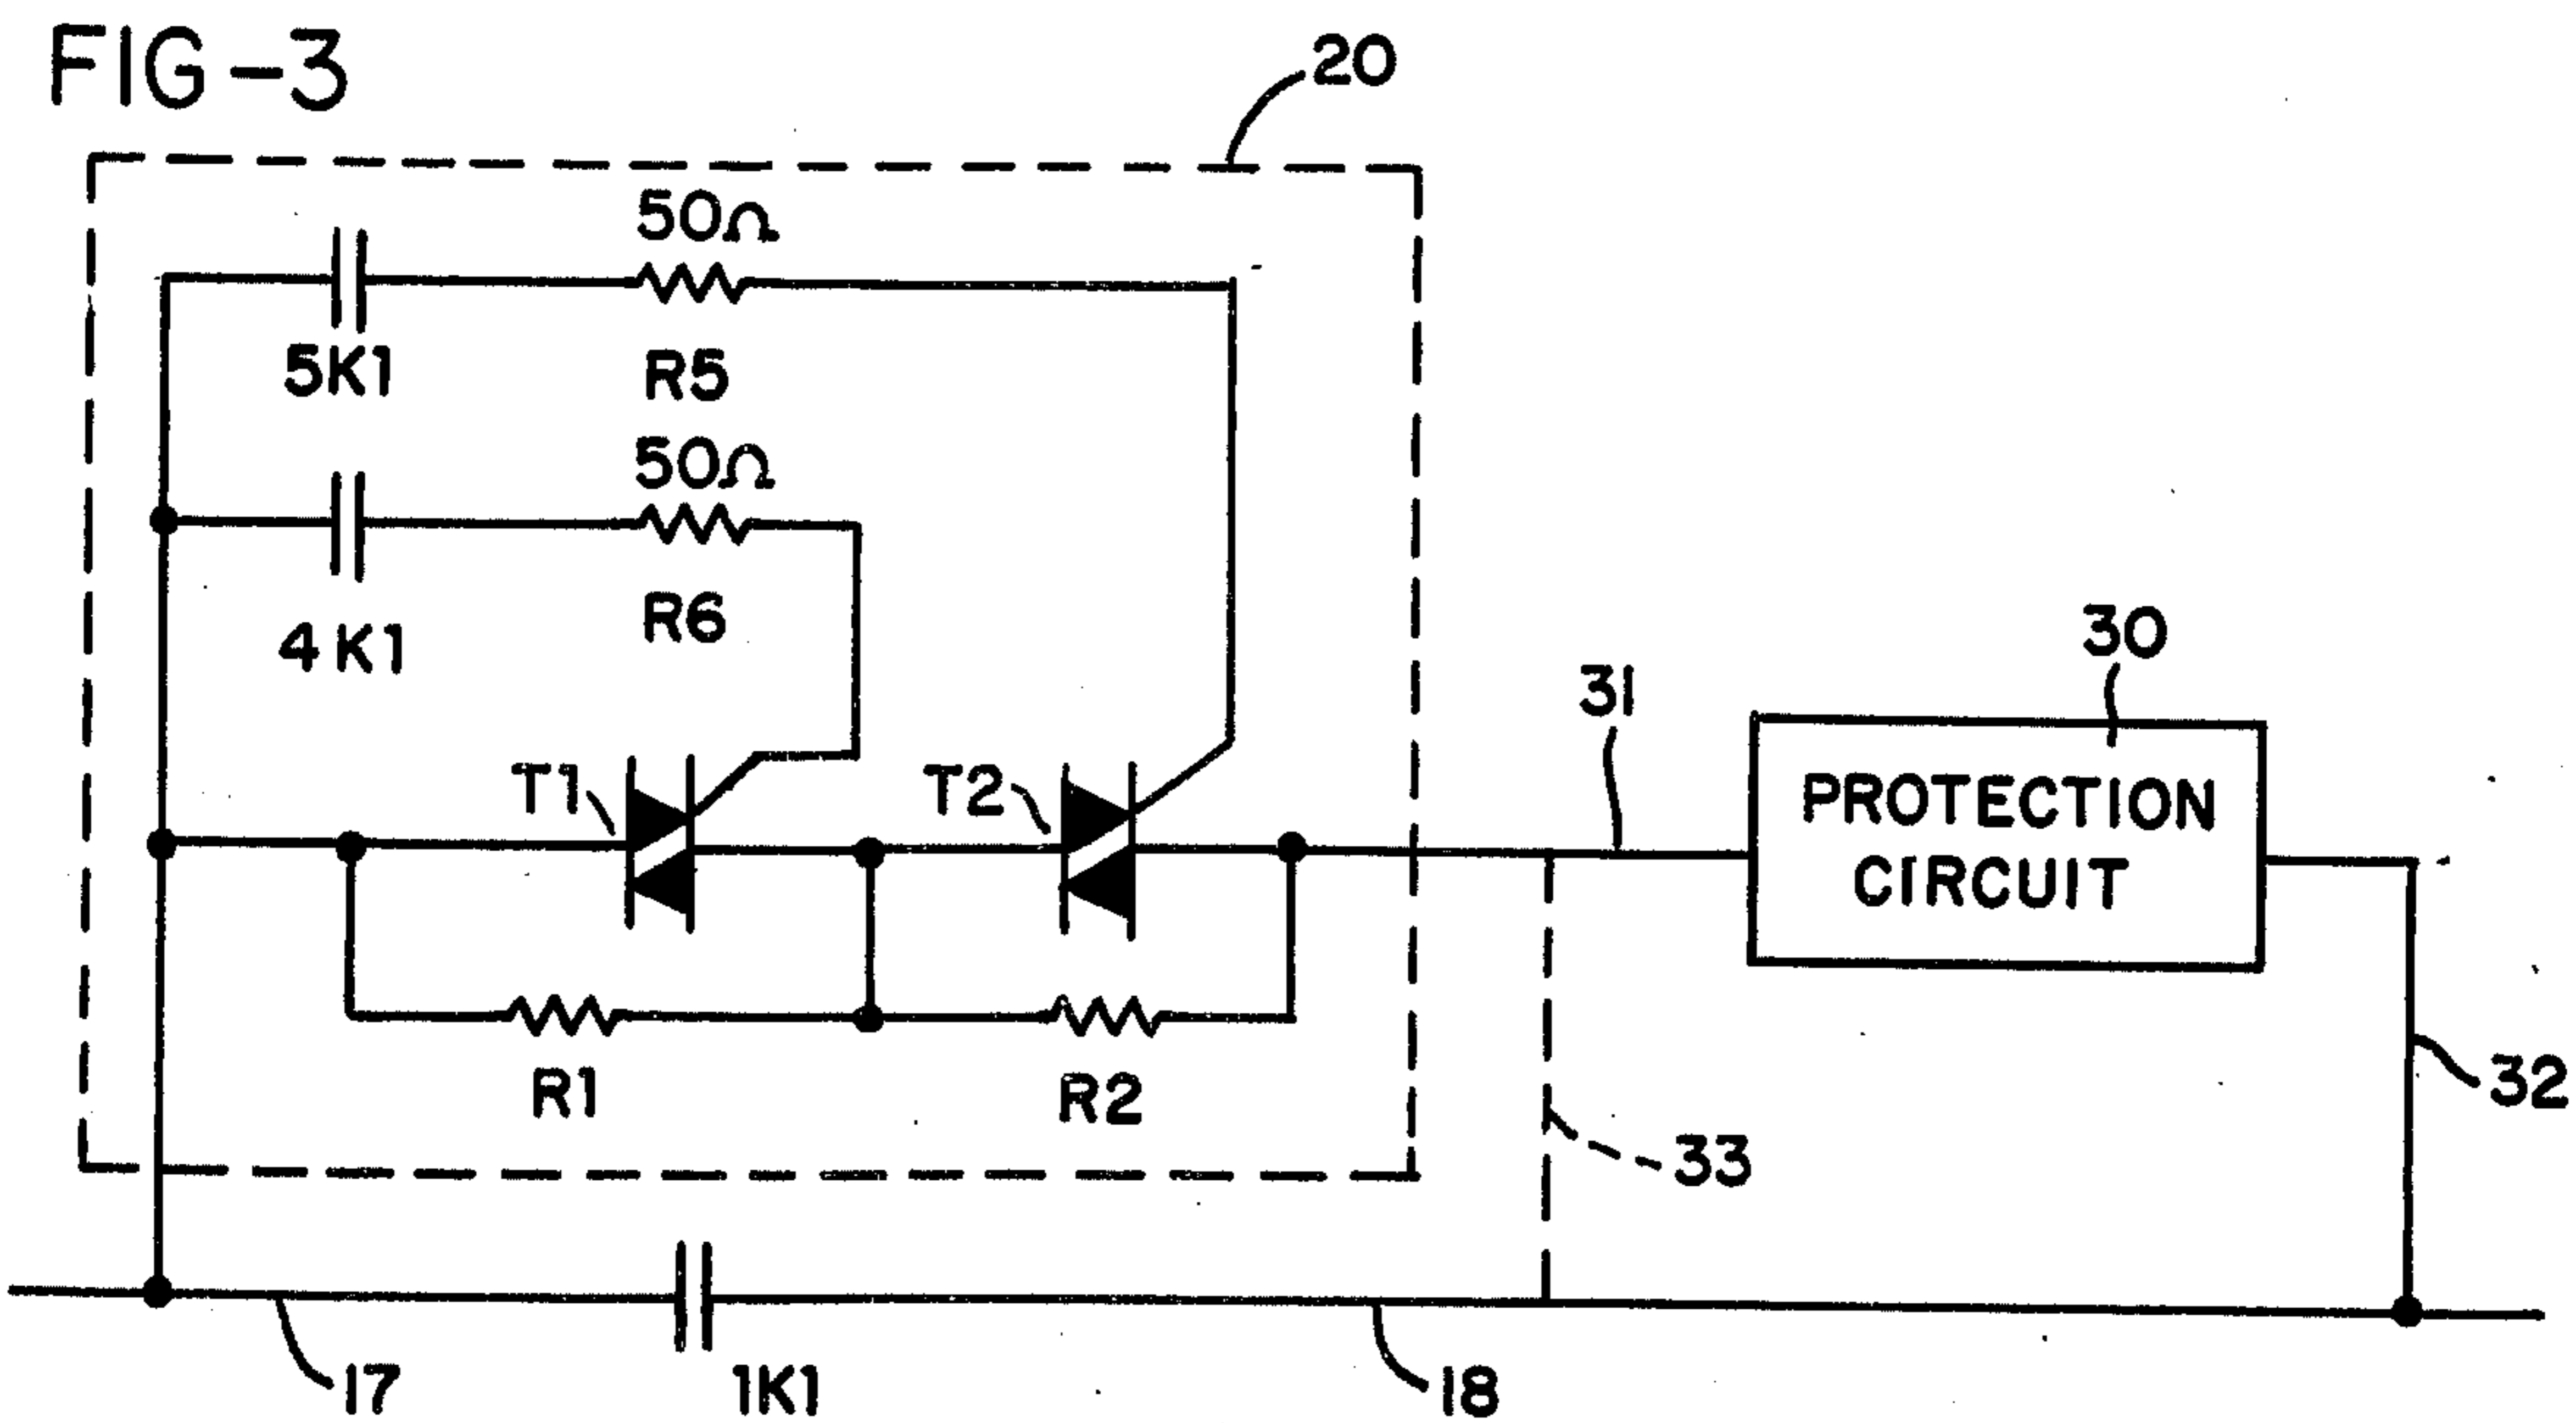 FIG-3
20
50Ω
5K1
R5
50Ω
4K1
R6
30
31
T1
T2
PROTECTION
CIRCUIT
R1
R2
32
33
17
1K1
18